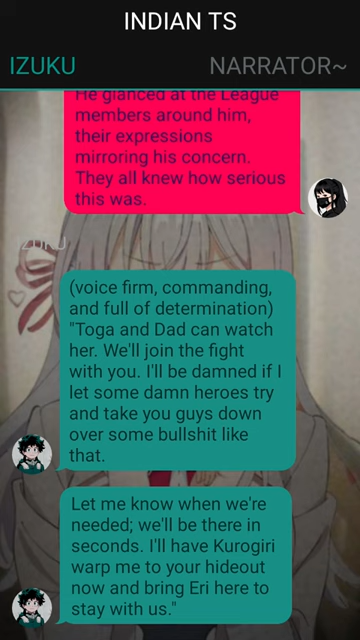 INDIAN TS
IZUKU
NARRATOR~
He glanced at the League
members around him,
their expressions
mirroring his concern.
They all knew how serious
this was.
IZUKU
(voice firm, commanding,
and full of determination)
"Toga and Dad can watch
her. We'll join the fight
with you. I'll be damned if I
let some damn heroes try
and take you guys down
over some bullshit like
that.
Let me know when we're
needed; we'll be there in
seconds. I'll have Kurogiri
warp me to your hideout
now and bring Eri here to
stay with us."